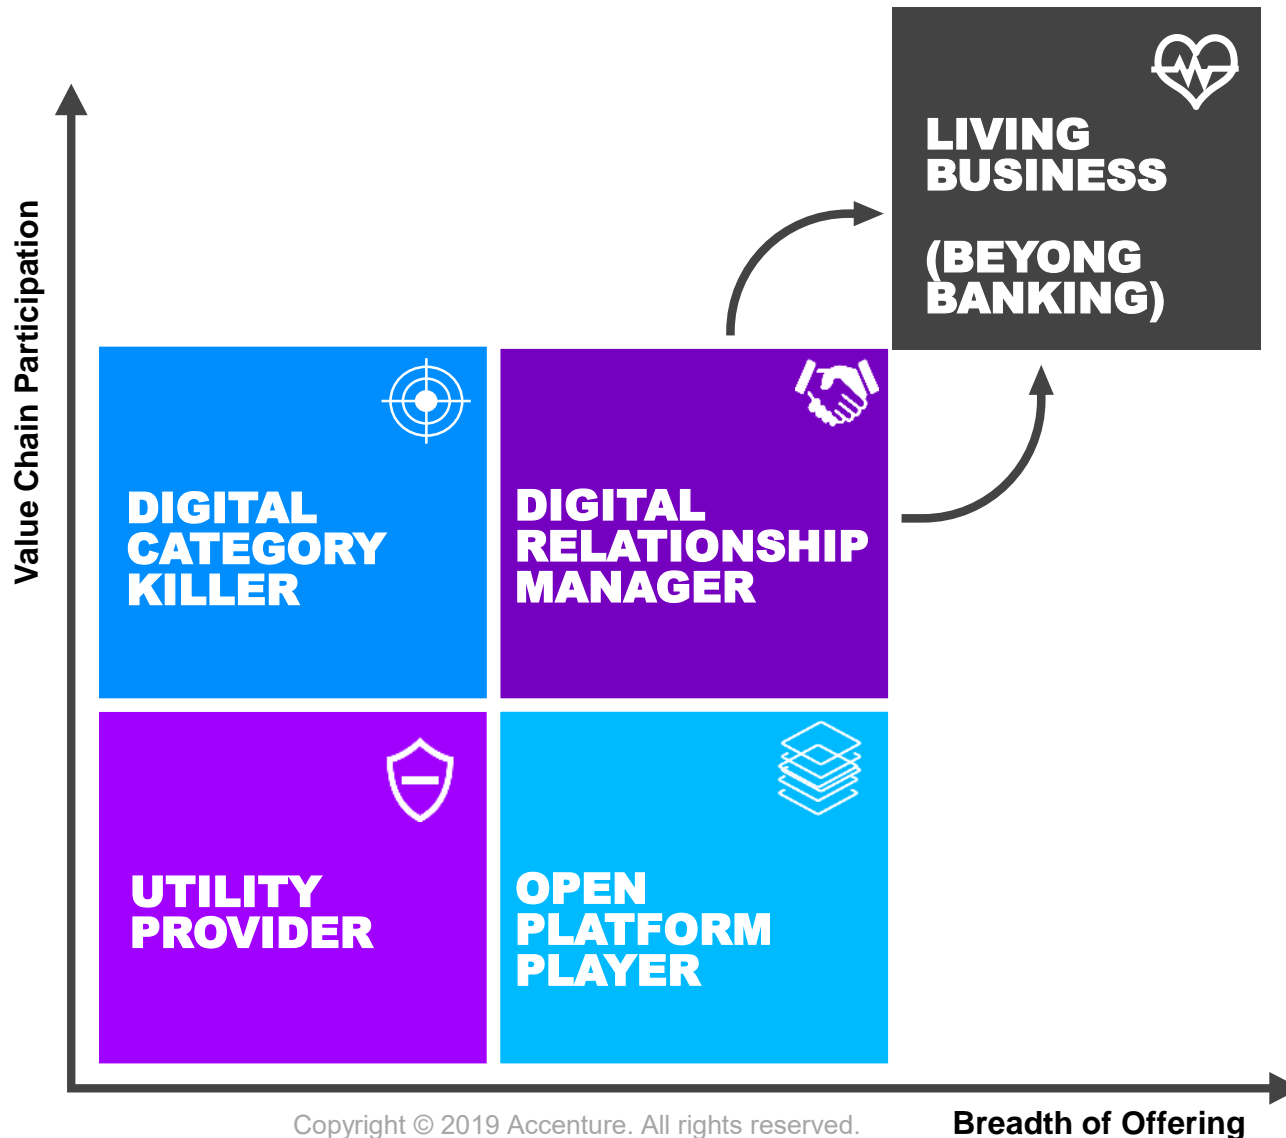 LIVING
BUSINESS
(BEYONG
BANKING)
Value Chain Participation
DIGITAL
CATEGORY
KILLER
DIGITAL
RELATIONSHIP
MANAGER
UTILITY
PROVIDER
OPEN
PLATFORM
PLAYER
Copyright © 2019 Accenture. All rights reserved.
Breadth of Offering